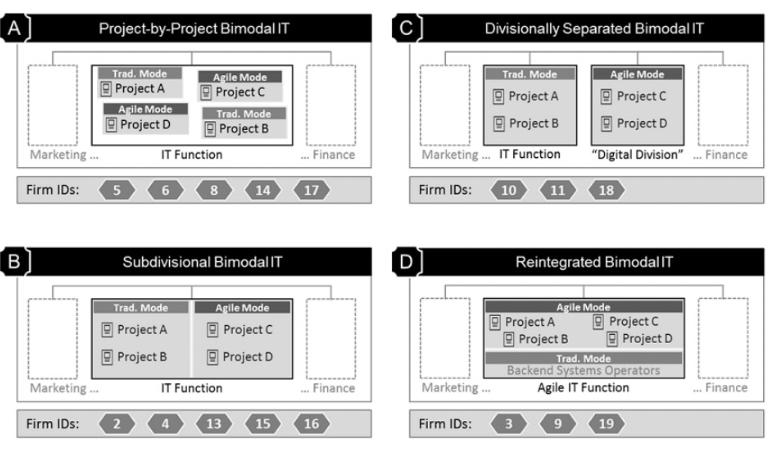 A
Project-by-Project Bimodal IT
Trad. Mode
Project A
Agile Mode
Project C
Agile Mode
Project D
Trad. Mode
Project B
Marketing ...
IT Function
... Finance
Firm IDs:
5
6
8
14
17
C
Divisionally Separated Bimodal IT
Trad. Mode
Project A
Project B
Agile Mode
Project C
Project D
Marketing ...
IT Function
“Digital Division”
... Finance
Firm IDs:
10
11
18
B
Subdivisional Bimodal IT
Trad. Mode
Project A
Project B
Agile Mode
Project C
Project D
Marketing ...
IT Function
... Finance
Firm IDs:
2
4
13
15
16
D
Reintegrated Bimodal IT
Agile Mode
Project A
Project C
Project B
Project D
Trad. Mode
Backend Systems Operators
Marketing ...
Agile IT Function
... Finance
Firm IDs:
3
9
19